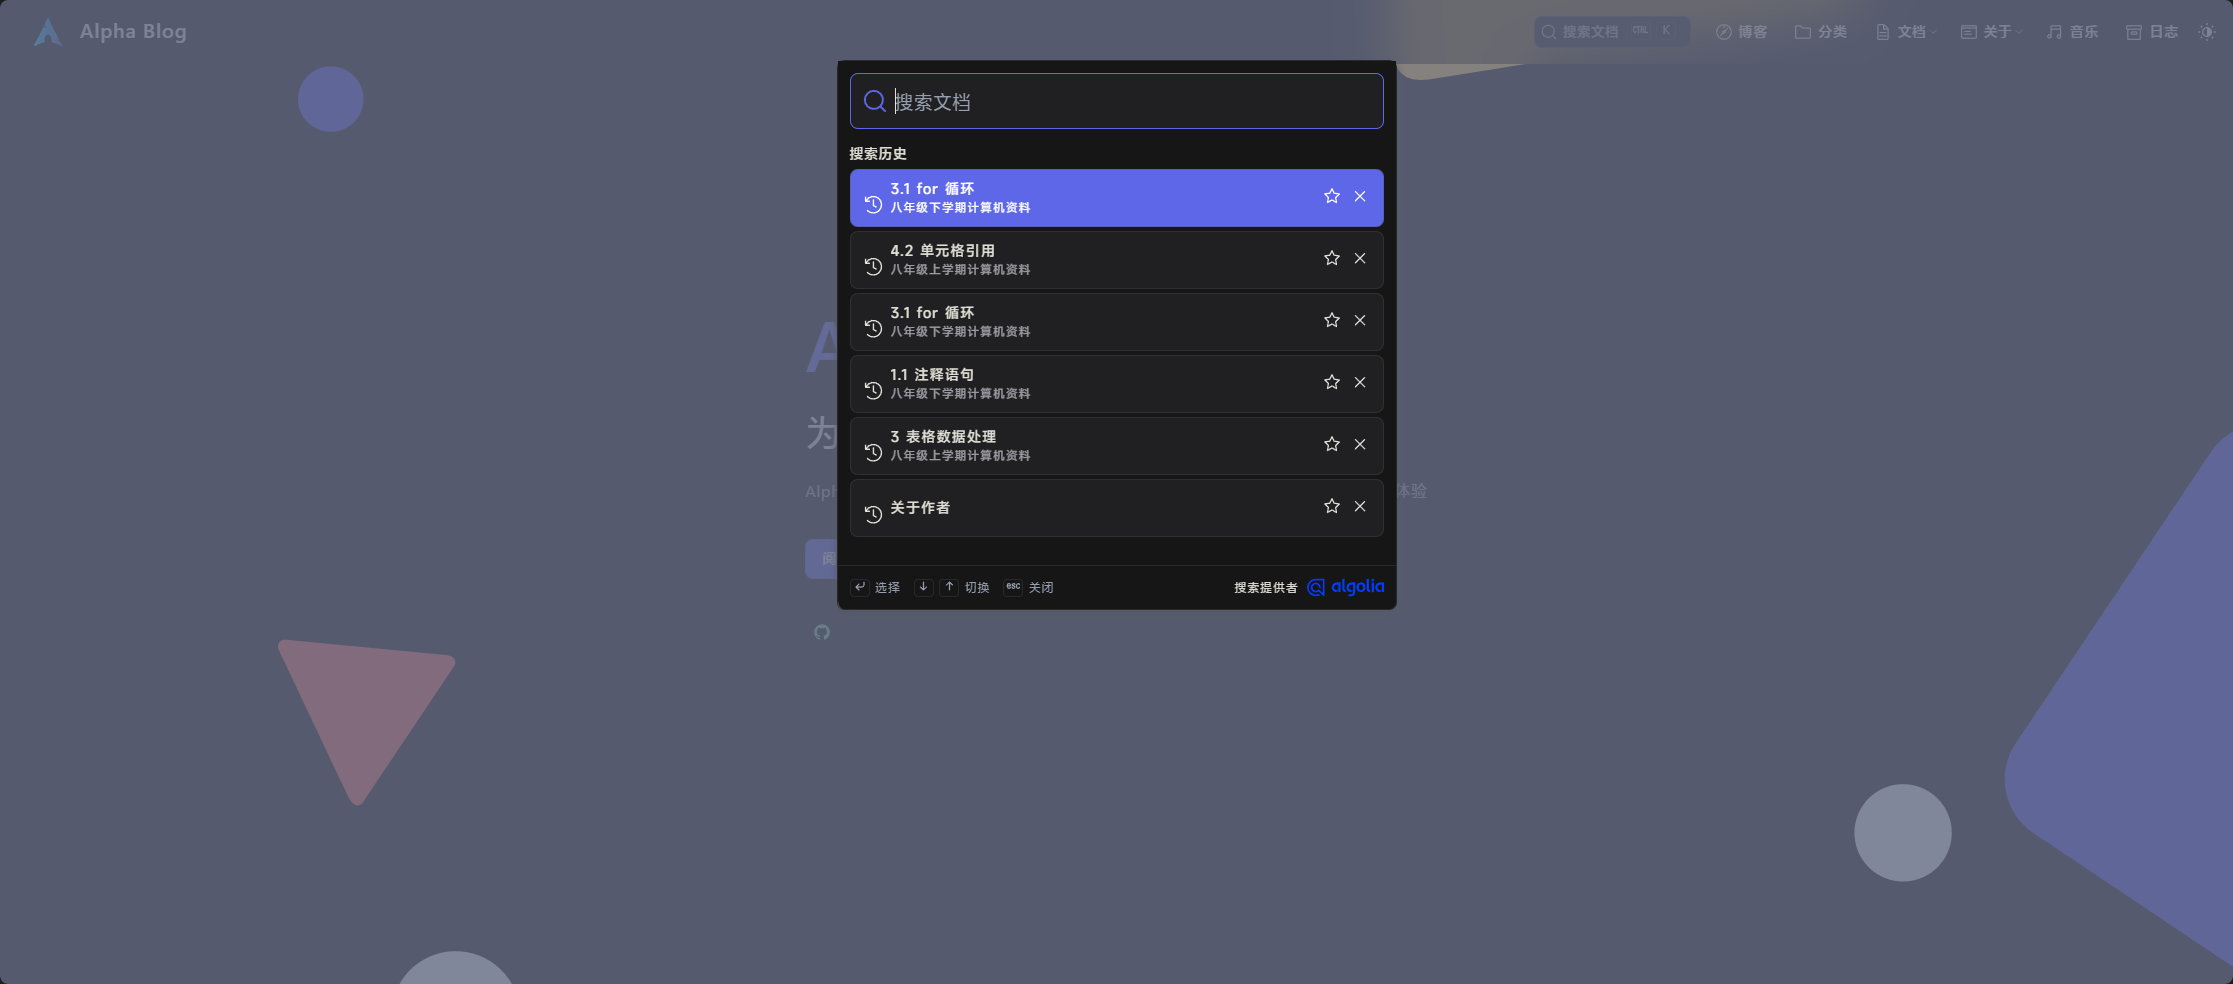 Alpha Blog
搜索文档 CTRL K
博客
分类
文档
关于
音乐
日志
搜索文档
搜索历史
3.1 for 循环
八年级下学期计算机资料
4.2 单元格引用
八年级上学期计算机资料
3.1 for 循环
八年级下学期计算机资料
1.1 注释语句
八年级下学期计算机资料
3 表格数据处理
八年级上学期计算机资料
关于作者
A
为
Alph
体验
阅
选择
切换
esc 关闭
搜索提供者 algolia